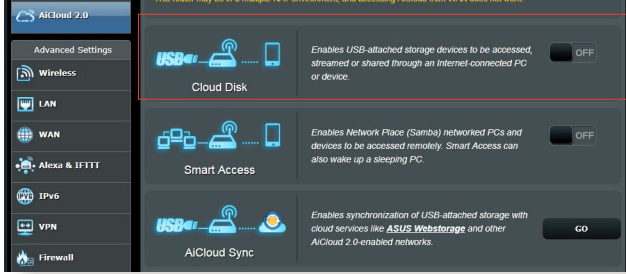 AiCloud 2.0
This router may be in a multiple NAT environment, and accessing AiCloud from WAN does not work.
Advanced Settings
Wireless
LAN
WAN
Alexa & IFTTT
IPv6
VPN
Firewall
USB
Cloud Disk
Enables USB-attached storage devices to be accessed,
streamed or shared through an Internet-connected PC
or device.
OFF
Smart Access
Enables Network Place (Samba) networked PCs and
devices to be accessed remotely. Smart Access can
also wake up a sleeping PC.
OFF
USB
AiCloud Sync
Enables synchronization of USB-attached storage with
cloud services like ASUS Webstorage and other
AiCloud 2.0-enabled networks.
GO